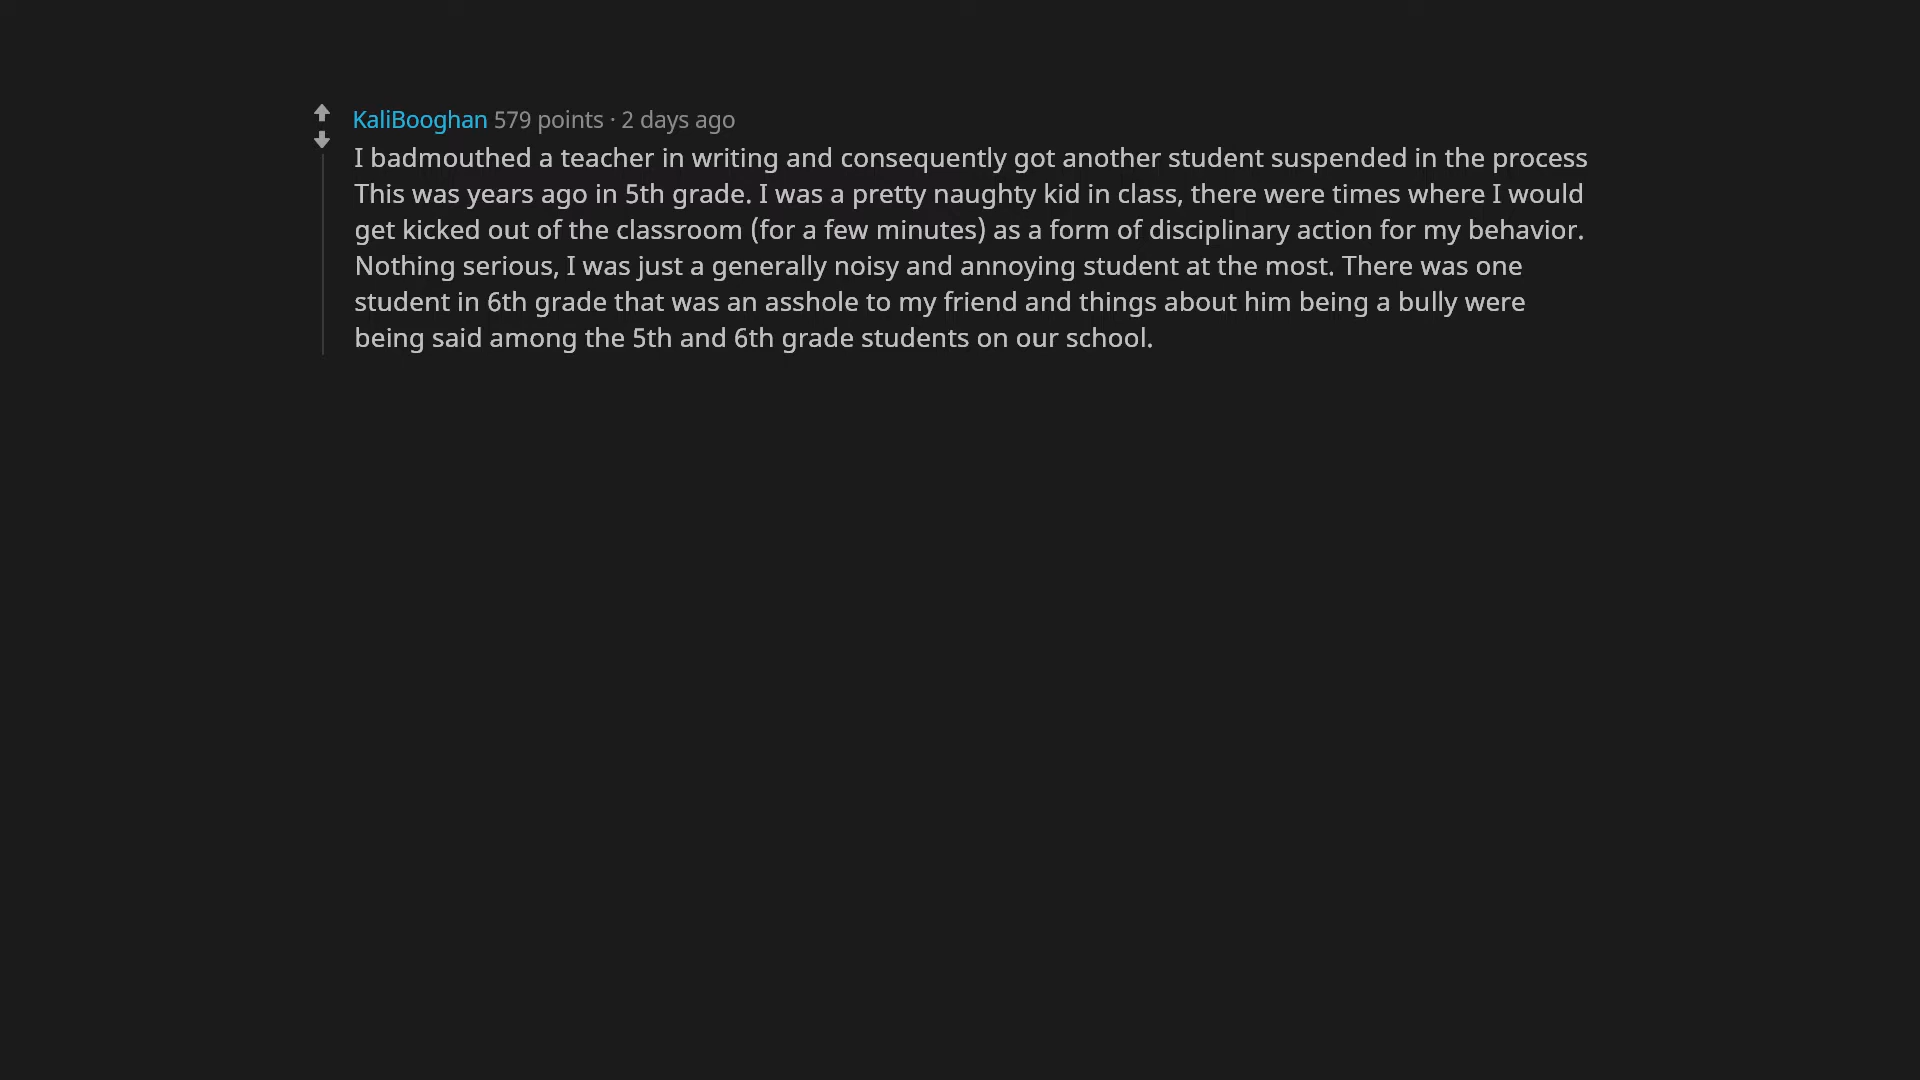 KaliBooghan 579 points · 2 days ago
I badmouthed a teacher in writing and consequently got another student suspended in the process
This was years ago in 5th grade. I was a pretty naughty kid in class, there were times where I would
get kicked out of the classroom (for a few minutes) as a form of disciplinary action for my behavior.
Nothing serious, I was just a generally noisy and annoying student at the most. There was one
student in 6th grade that was an asshole to my friend and things about him being a bully were
being said among the 5th and 6th grade students on our school.